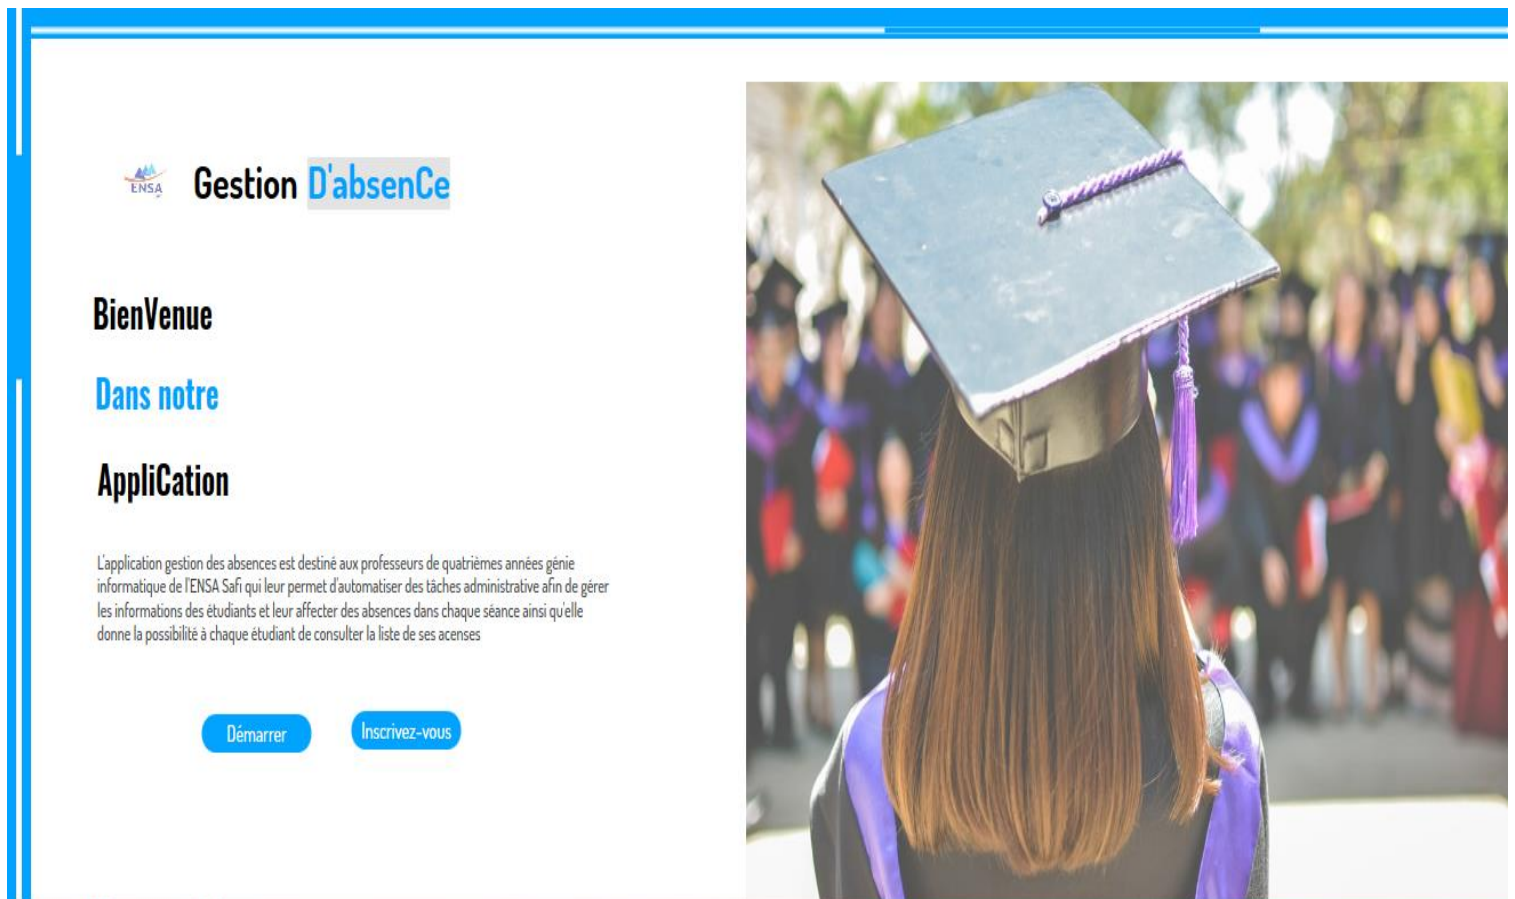 ENSA
Gestion D'absenCe
BienVenue
Dans notre
AppliCation
L'application gestion des absences est destiné aux professeurs de quatrièmes années génie
informatique de l'ENSA Safi qui leur permet d'automatiser des tâches administrative afin de gérer
les informations des étudiants et leur affecter des absences dans chaque séance ainsi qu'elle
donne la possibilité à chaque étudiant de consulter la liste de ses acenses
Démarrer
Inscrivez-vous